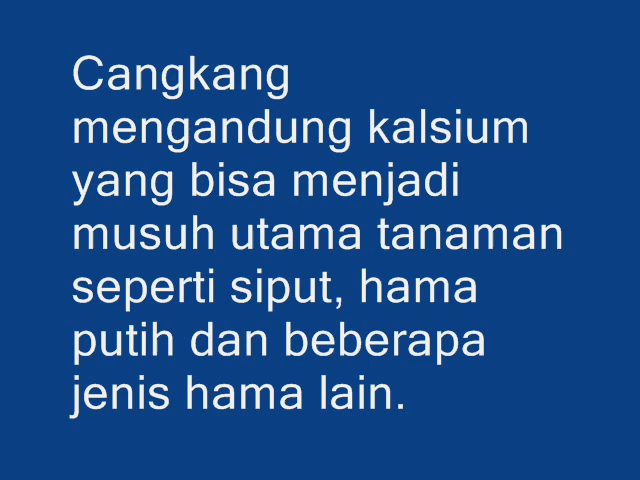 Cangkang
mengandung kalsium
yang bisa menjadi
musuh utama tanaman
seperti siput, hama
putih dan beberapa
jenis hama lain.